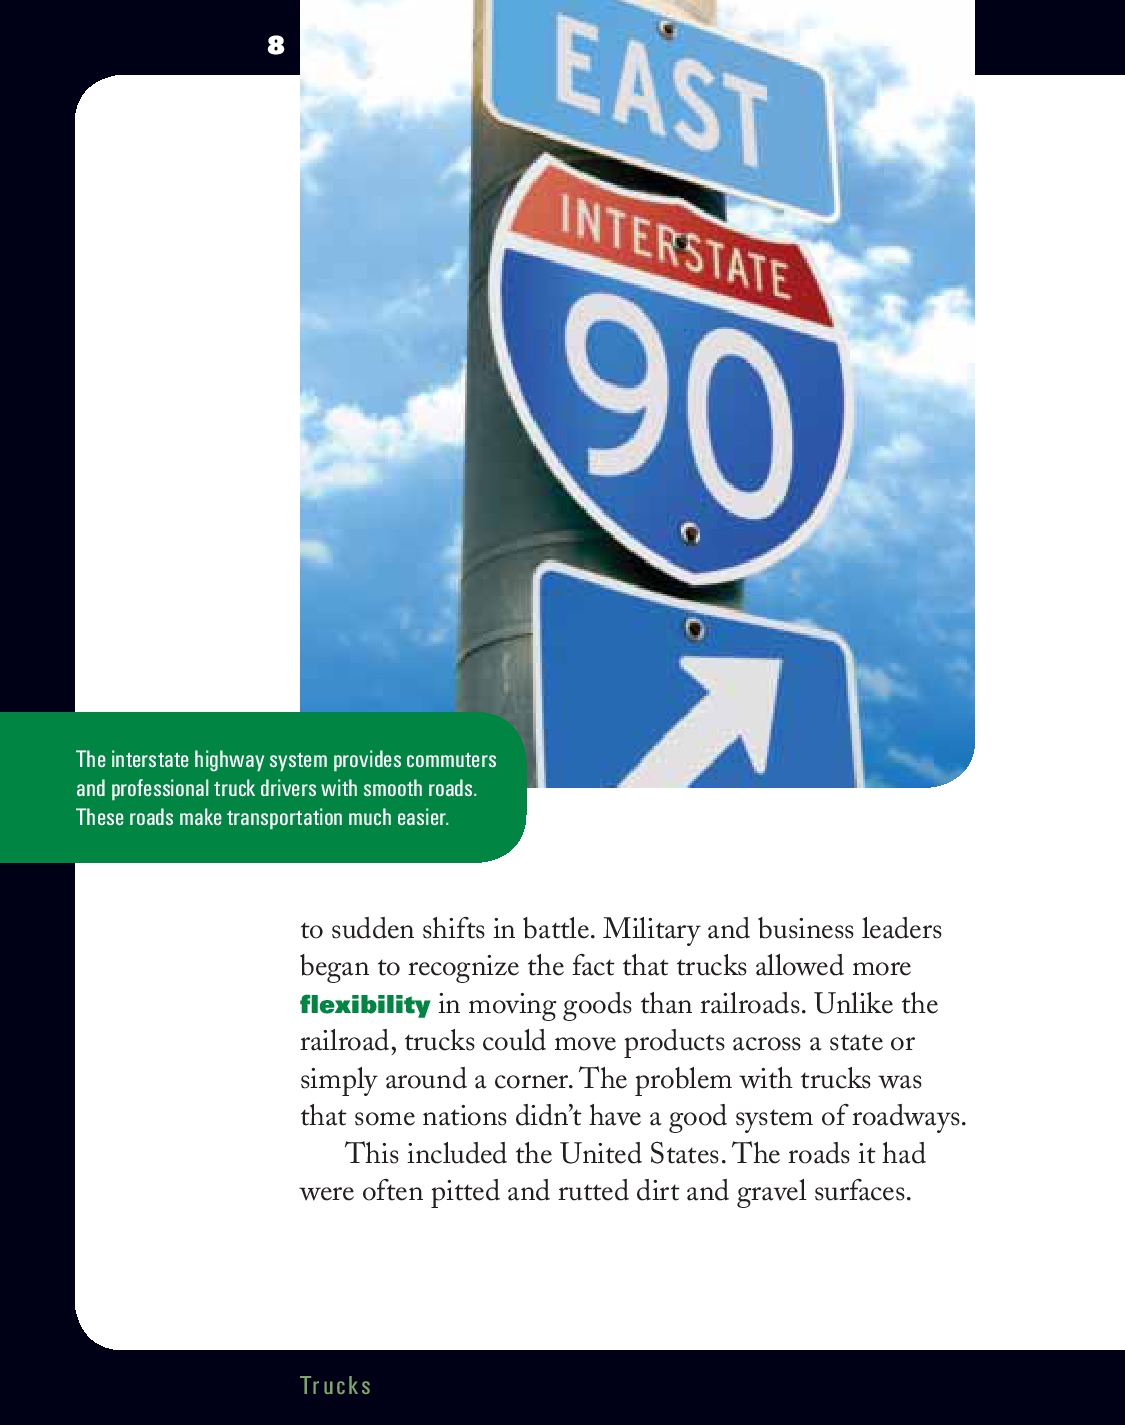 8
EAST
INTERSTATE
90
The interstate highway system provides commuters
and professional truck drivers with smooth roads.
These roads make transportation much easier.
to sudden shifts in battle. Military and business leaders
began to recognize the fact that trucks allowed more
flexibility in moving goods than railroads. Unlike the
railroad, trucks could move products across a state or
simply around a corner. The problem with trucks was
that some nations didn’t have a good system of roadways.
This included the United States. The roads it had
were often pitted and rutted dirt and gravel surfaces.
Trucks